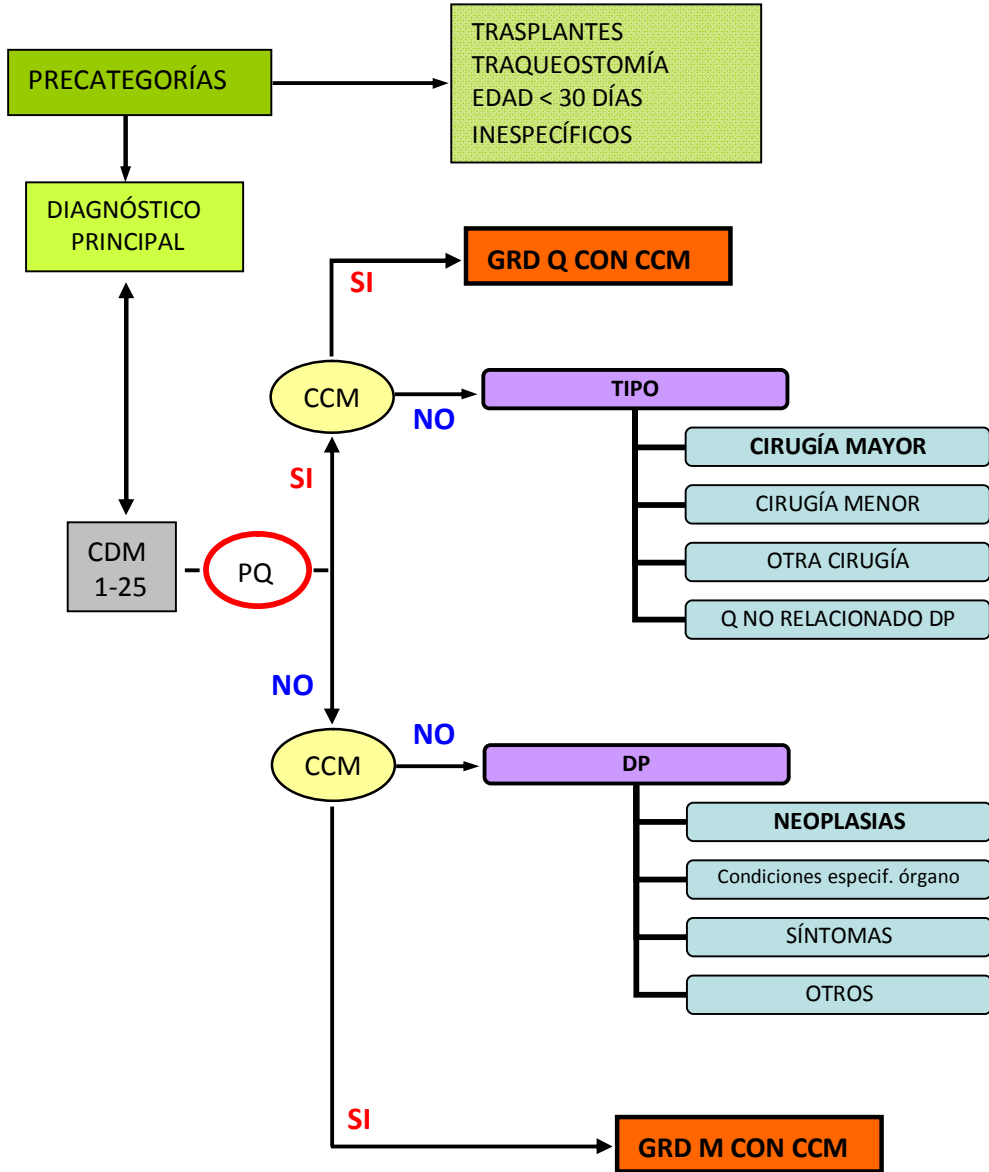 PRECATEGORÍAS
TRASPLANTES
TRAQUEOSTOMÍA
EDAD < 30 DÍAS
INESPECÍFICOS
DIAGNÓSTICO
PRINCIPAL
GRD Q CON CCM
SI
CCM
NO
TIPO
CIRUGÍA MAYOR
SI
CIRUGÍA MENOR
CDM
1-25
PQ
OTRA CIRUGÍA
Q NO RELACIONADO DP
NO
CCM
NO
DP
NEOPLASIAS
Condiciones especif. órgano
SÍNTOMAS
OTROS
SI
GRD M CON CCM